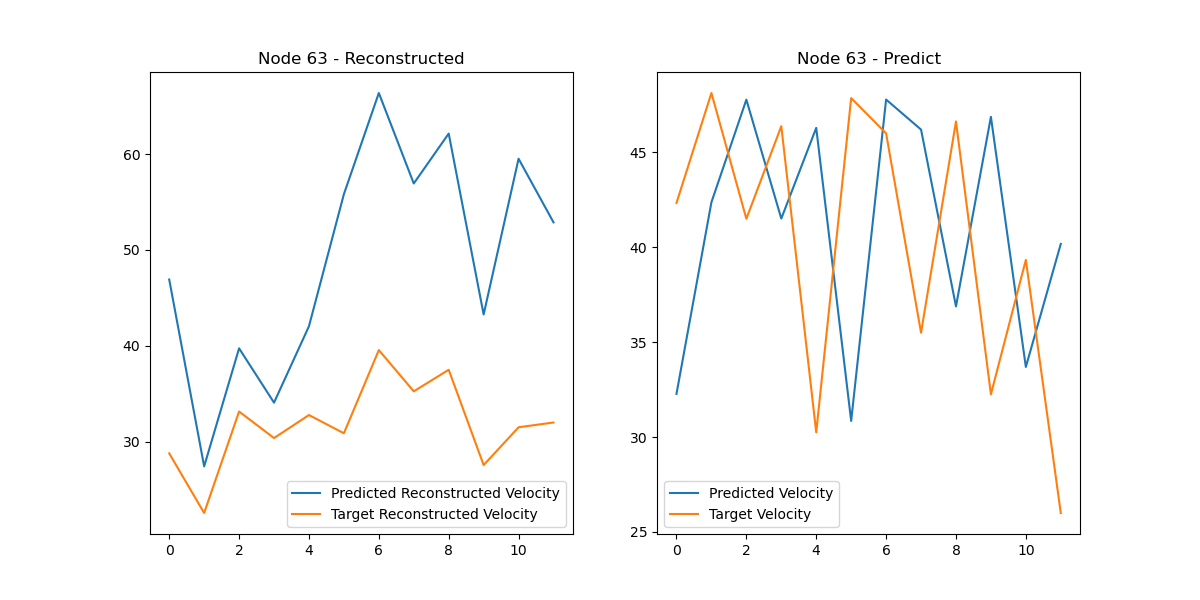 Node 63 - Reconstructed
60
50
40
30
0 2 4 6 8 10
Predicted Reconstructed Velocity
Target Reconstructed Velocity
Node 63 - Predict
45
40
35
30
25
0 2 4 6 8 10
Predicted Velocity
Target Velocity